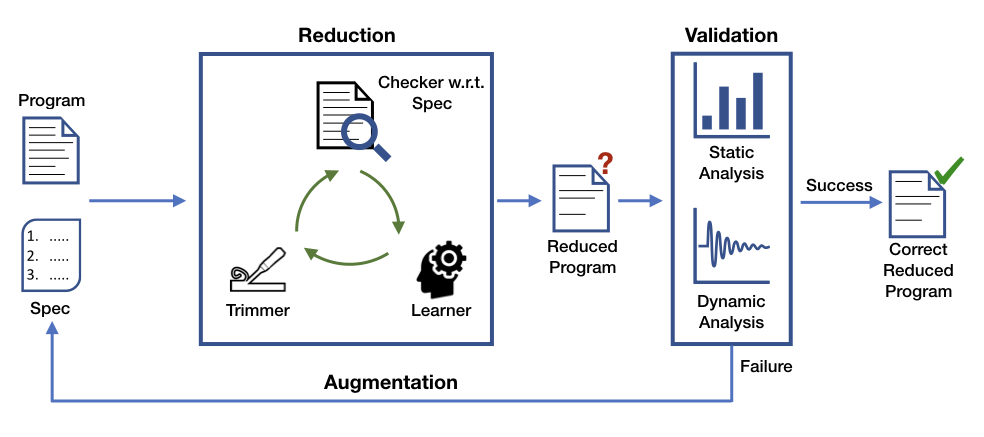 Reduction
Validation
Program
Checker w.r.t.
Spec
1. .....
2. .....
3. .....
Spec
Trimmer
Learner
?
Reduced
Program
Static
Analysis
Dynamic
Analysis
Success
Correct
Reduced
Program
Failure
Augmentation